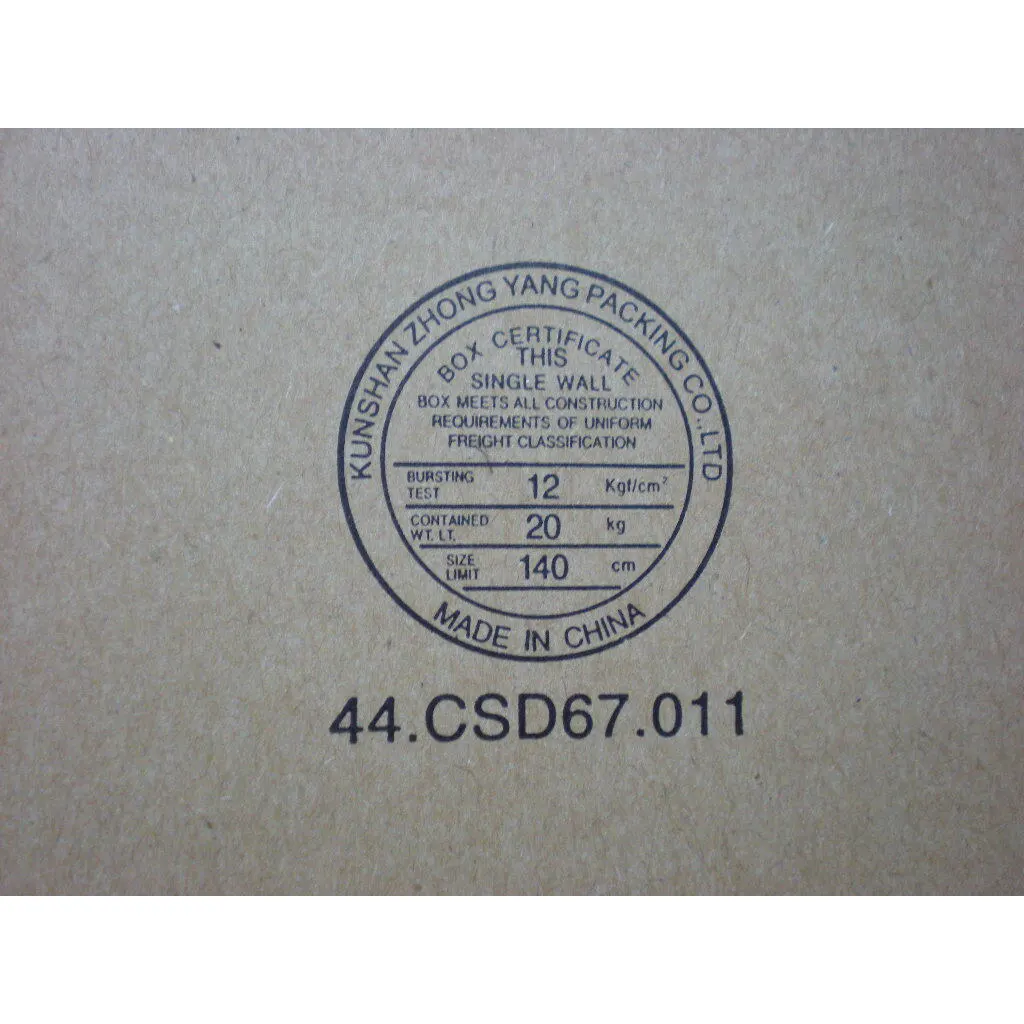 KUNSHAN ZHONG YANG PACKING CO.,LTD
BOX CERTIFICATE
THIS
SINGLE WALL
BOX MEETS ALL CONSTRUCTION
REQUIREMENTS OF UNIFORM
FREIGHT CLASSIFICATION
BURSTING TEST 12 Kgf/cm²
CONTAINED WT. LT. 20 kg
SIZE LIMIT 140 cm
MADE IN CHINA
44.CSD67.011